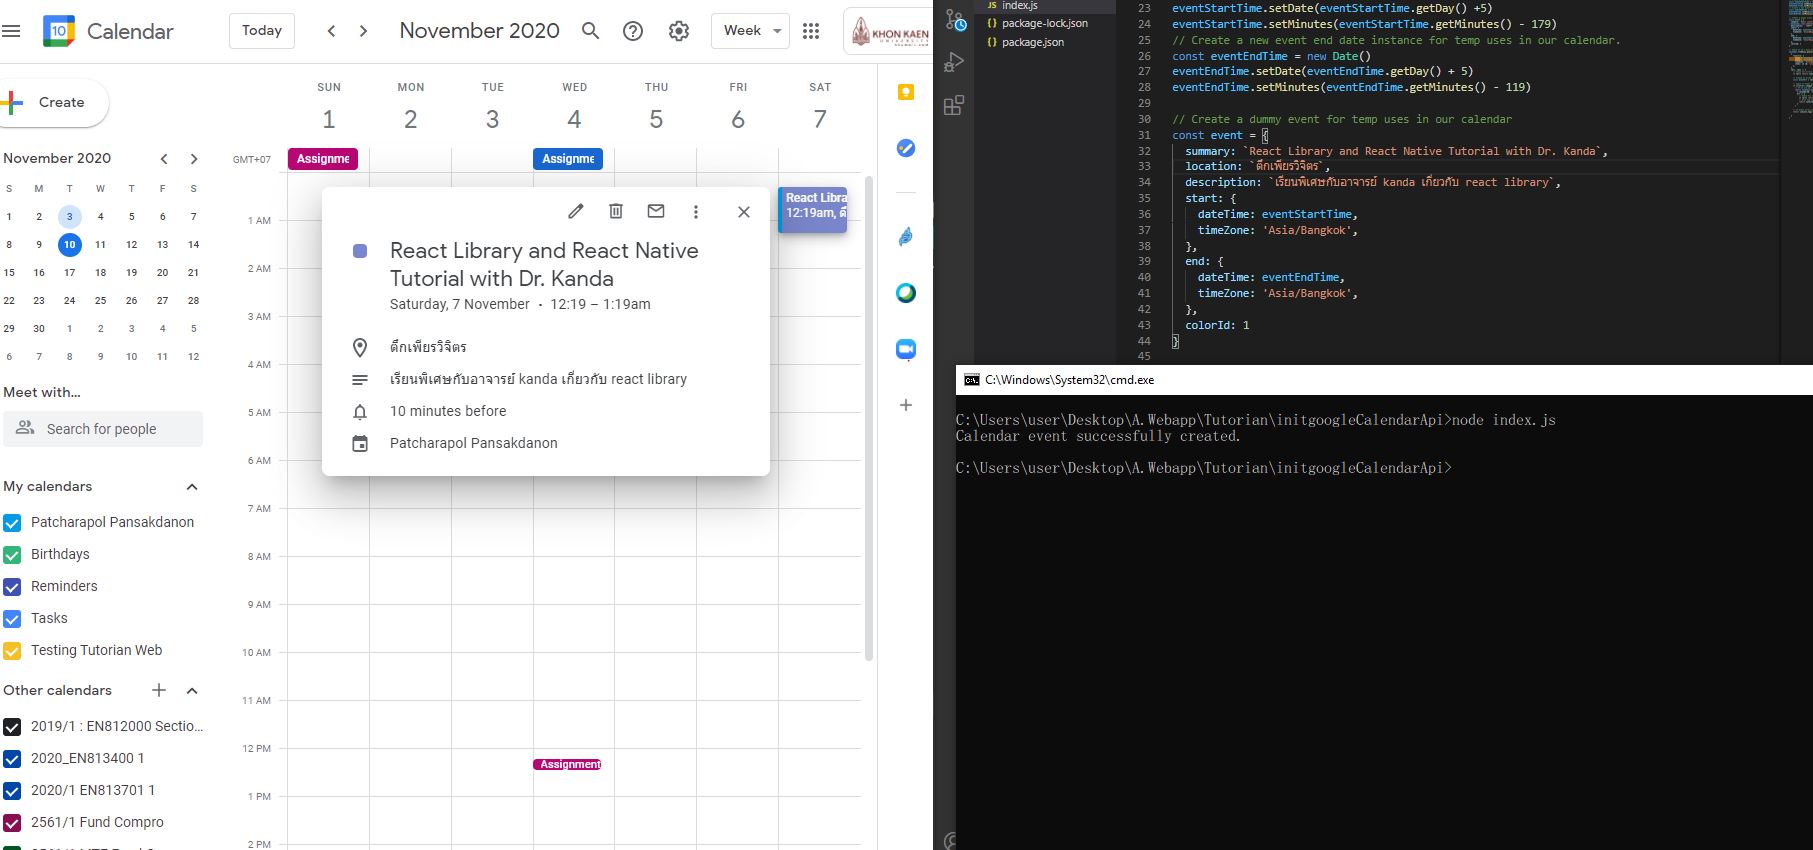 Calendar
Today
November 2020
Week
KHON KAEN
UNIVERSITY
Create
November 2020
S M T W T F S
1 2 3 4 5 6 7
8 9 10 11 12 13 14
15 16 17 18 19 20 21
22 23 24 25 26 27 28
29 30 1 2 3 4 5
6 7 8 9 10 11 12
Meet with...
Search for people
My calendars
Patcharapol Pansakdanon
Birthdays
Reminders
Tasks
Testing Tutorian Web
Other calendars
2019/1 : EN812000 Sectio...
2020_EN813400 1
2020/1 EN813701 1
2561/1 Fund Compro
SUN MON TUE WED THU FRI SAT
1 2 3 4 5 6 7
GMT+07
Assignme
Assignme
1 AM
2 AM
3 AM
4 AM
5 AM
6 AM
7 AM
8 AM
9 AM
10 AM
11 AM
12 PM
1 PM
2 PM
React Libra
12:19am, ตึ
Assignment
React Library and React Native
Tutorial with Dr. Kanda
Saturday, 7 November • 12:19 – 1:19am
ตึกเพียรวิจิตร
เรียนพิเศษกับอาจารย์ kanda เกี่ยวกับ react library
10 minutes before
Patcharapol Pansakdanon
JS index.js
{} package-lock.json
{} package.json
23 eventStartTime.setDate(eventStartTime.getDay() +5)
24 eventStartTime.setMinutes(eventStartTime.getMinutes() - 179)
25 // Create a new event end date instance for temp uses in our calendar.
26 const eventEndTime = new Date()
27 eventEndTime.setDate(eventEndTime.getDay() + 5)
28 eventEndTime.setMinutes(eventEndTime.getMinutes() - 119)
29
30 // Create a dummy event for temp uses in our calendar
31 const event = {
32 summary: `React Library and React Native Tutorial with Dr. Kanda`,
33 location: `ตึกเพียรวิจิตร`,
34 description: `เรียนพิเศษกับอาจารย์ kanda เกี่ยวกับ react library`,
35 start: {
36 dateTime: eventStartTime,
37 timeZone: 'Asia/Bangkok',
38 },
39 end: {
40 dateTime: eventEndTime,
41 timeZone: 'Asia/Bangkok',
42 },
43 colorId: 1
44 }
45
C:\Windows\System32\cmd.exe
C:\Users\user\Desktop\A.Webapp\Tutorian\initgoogleCalendarApi>node index.js
Calendar event successfully created.
C:\Users\user\Desktop\A.Webapp\Tutorian\initgoogleCalendarApi>